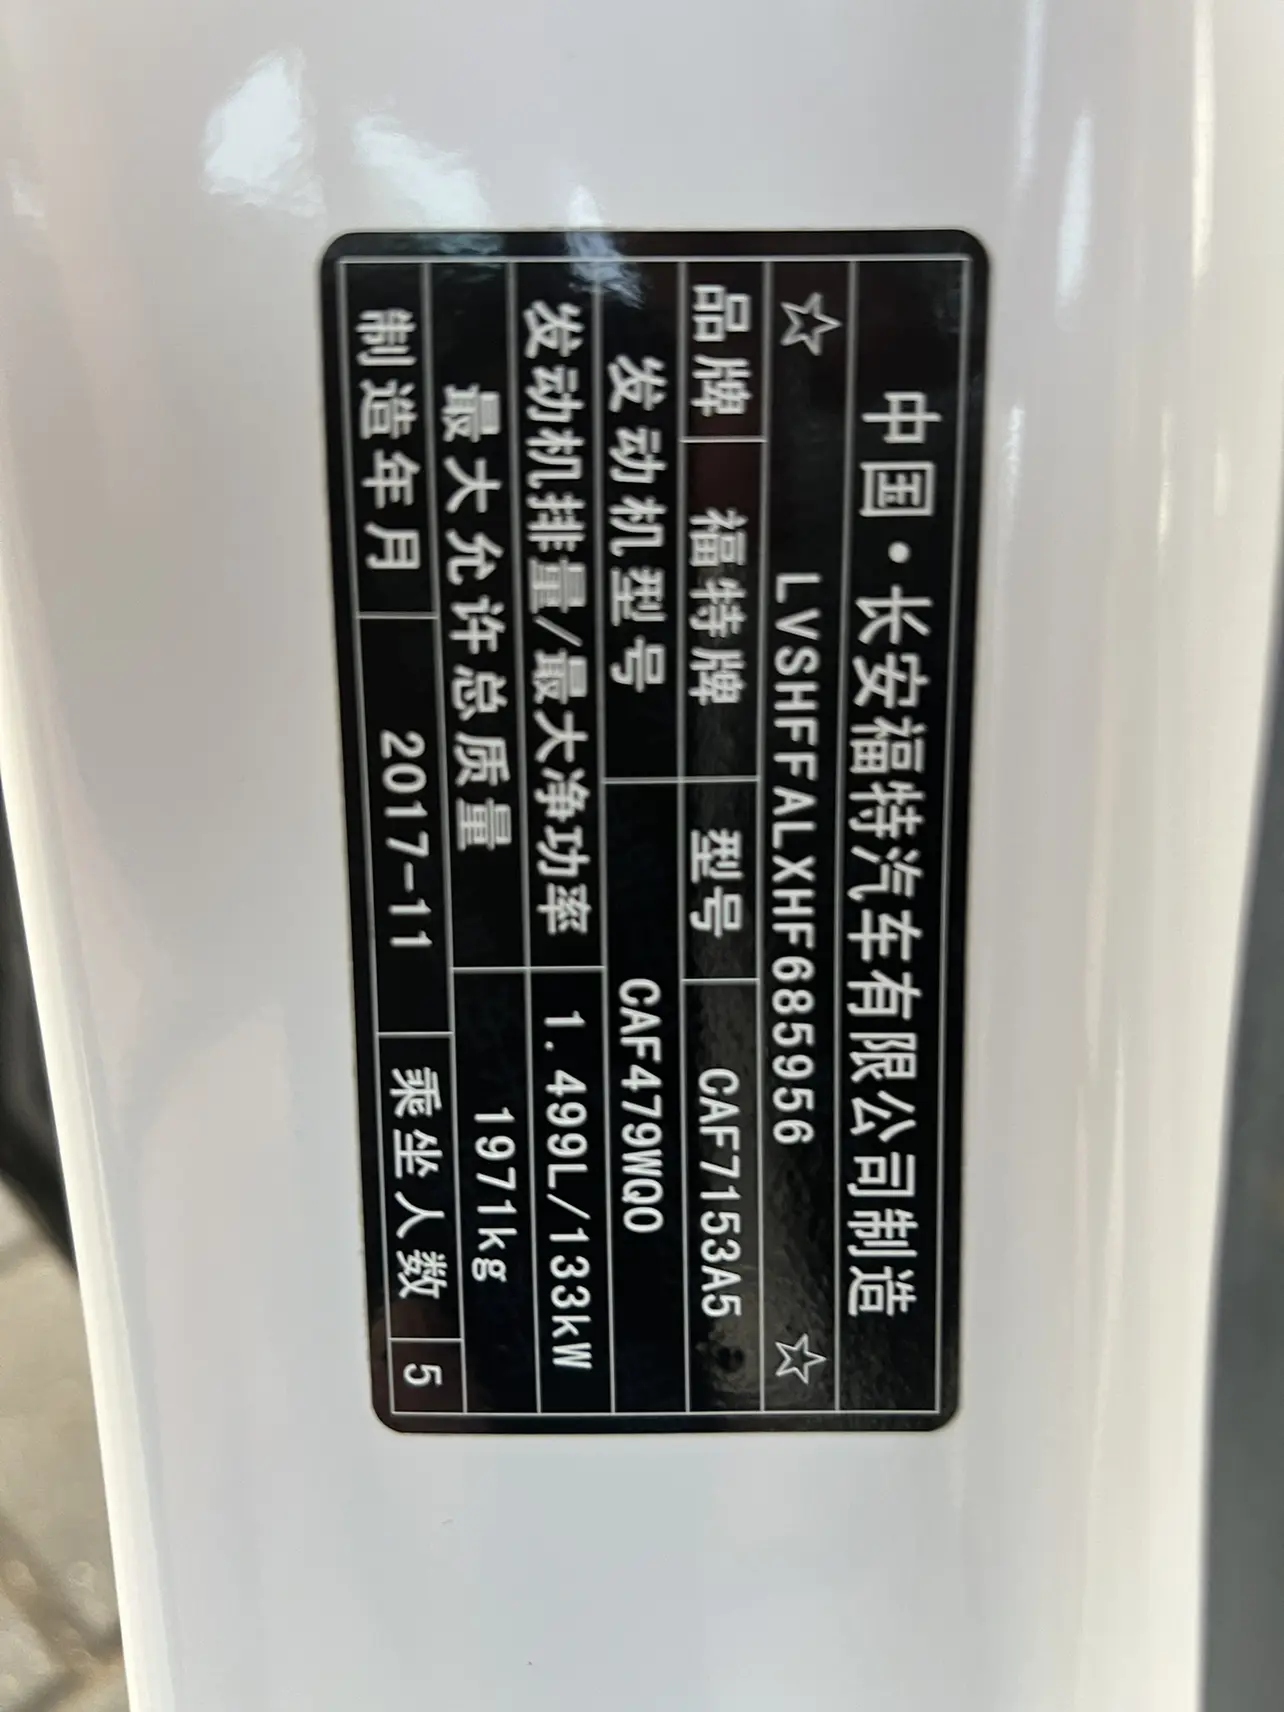 中国·长安福特汽车有限公司制造
☆ LVSHFFALXHF685956 ☆
品牌 福特牌 型号 CAF7153A5
发动机型号 CAF479WQ0
发动机排量/最大净功率 1.499L/133kW
最大允许总质量 1971kg
制造年月 2017-11 乘坐人数 5